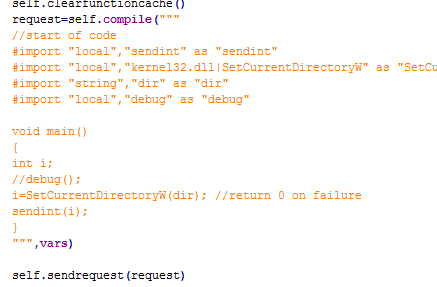 self.clearfunctioncache()
request=self.compile("""
//start of code
#import "local","sendint" as "sendint"
#import "local","kernel32.dll|SetCurrentDirectoryW" as "SetCu
#import "string","dir" as "dir"
#import "local","debug" as "debug"
void main()
{
int i;
//debug();
i=SetCurrentDirectoryW(dir); //return 0 on failure
sendint(i);
}
""",vars)
self.sendrequest(request)